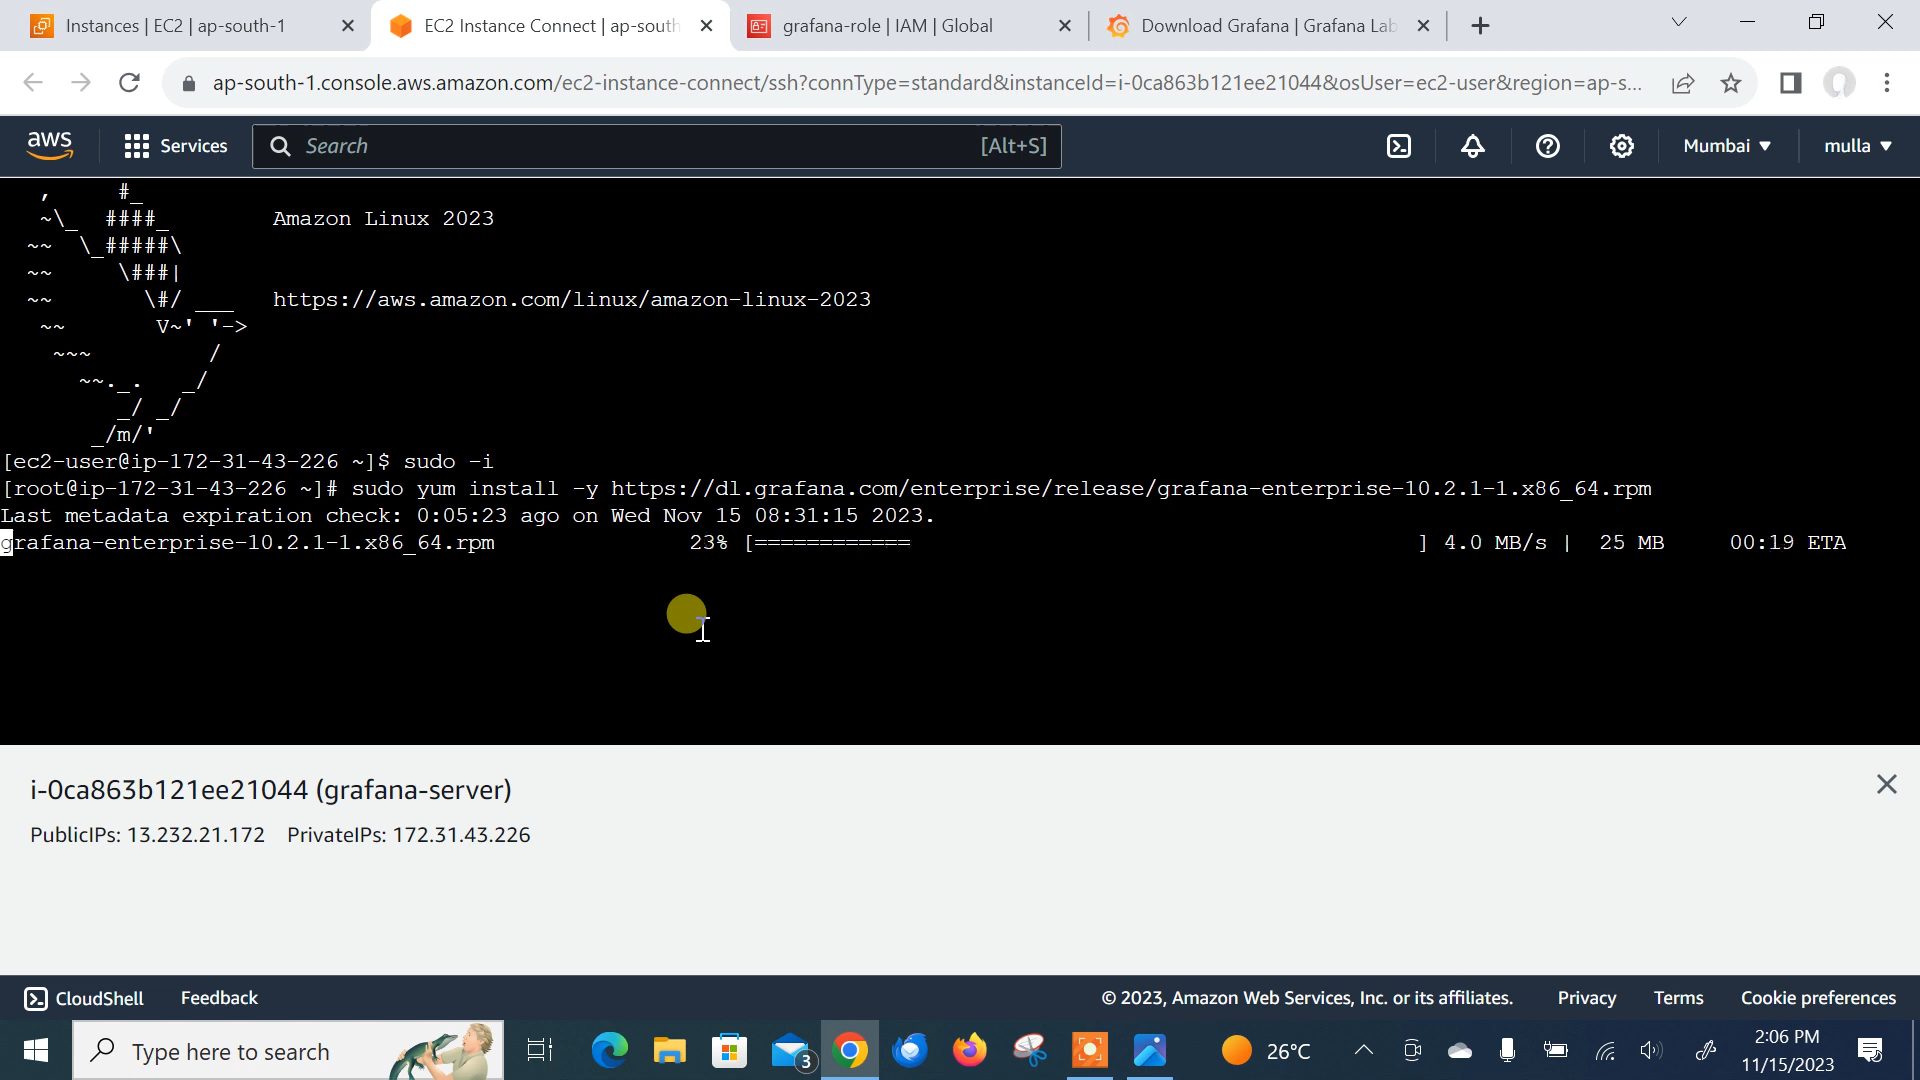 Instances | EC2 | ap-south-1
EC2 Instance Connect | ap-south
grafana-role | IAM | Global
Download Grafana | Grafana Lab
ap-south-1.console.aws.amazon.com/ec2-instance-connect/ssh?connType=standard&instanceId=i-0ca863b121ee21044&osUser=ec2-user&region=ap-s...
aws
Services
Search
[Alt+S]
Mumbai
mulla
   ,     #_
   ~\_  ####_        Amazon Linux 2023
  ~~  \_#####\
  ~~     \###|
  ~~       \#/ ___   https://aws.amazon.com/linux/amazon-linux-2023
   ~~       V~' '->
    ~~~         /
      ~~._.   _/
         _/ _/
       _/m/'
[ec2-user@ip-172-31-43-226 ~]$ sudo -i
[root@ip-172-31-43-226 ~]# sudo yum install -y https://dl.grafana.com/enterprise/release/grafana-enterprise-10.2.1-1.x86_64.rpm
Last metadata expiration check: 0:05:23 ago on Wed Nov 15 08:31:15 2023.
grafana-enterprise-10.2.1-1.x86_64.rpm 23% [============ ] 4.0 MB/s | 25 MB 00:19 ETA
i-0ca863b121ee21044 (grafana-server)
PublicIPs: 13.232.21.172 PrivateIPs: 172.31.43.226
CloudShell
Feedback
© 2023, Amazon Web Services, Inc. or its affiliates.
Privacy
Terms
Cookie preferences
Type here to search
3
26°C
2:06 PM
11/15/2023